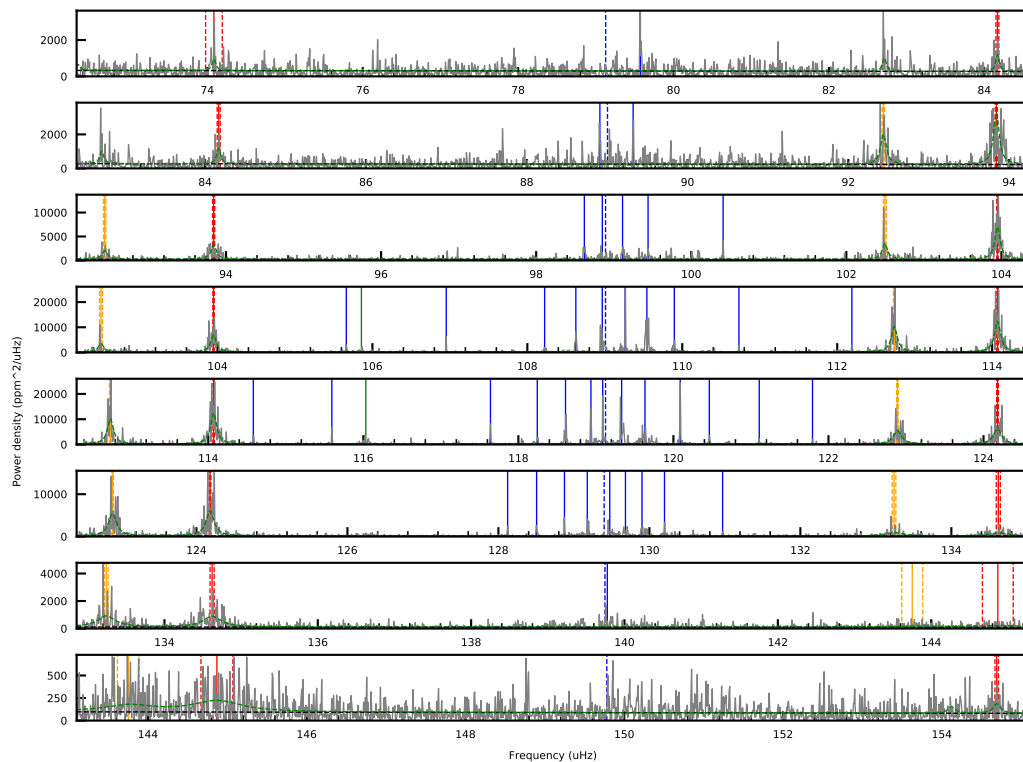 2000
0
74 76 78 80 82 84
2000
0
84 86 88 90 92 94
10000
5000
0
94 96 98 100 102 104
20000
10000
0
104 106 108 110 112 114
20000
10000
0
114 116 118 120 122 124
10000
0
124 126 128 130 132 134
4000
2000
0
134 136 138 140 142 144
500
250
0
144 146 148 150 152 154
Power density (ppm^2/uHz)
Frequency (uHz)